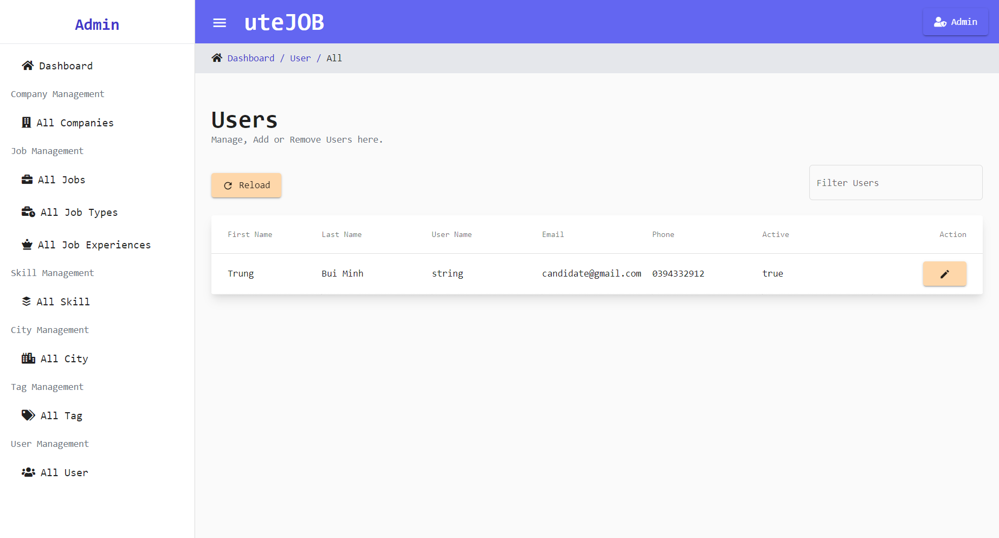 Admin
Dashboard
Company Management
All Companies
Job Management
All Jobs
All Job Types
All Job Experiences
Skill Management
All Skill
City Management
All City
Tag Management
All Tag
User Management
All User
uteJOB
Admin
Dashboard / User / All
Users
Manage, Add or Remove Users here.
Reload
Filter Users
First Name Last Name User Name Email Phone Active Action
Trung Bui Minh string candidate@gmail.com 0394332912 true